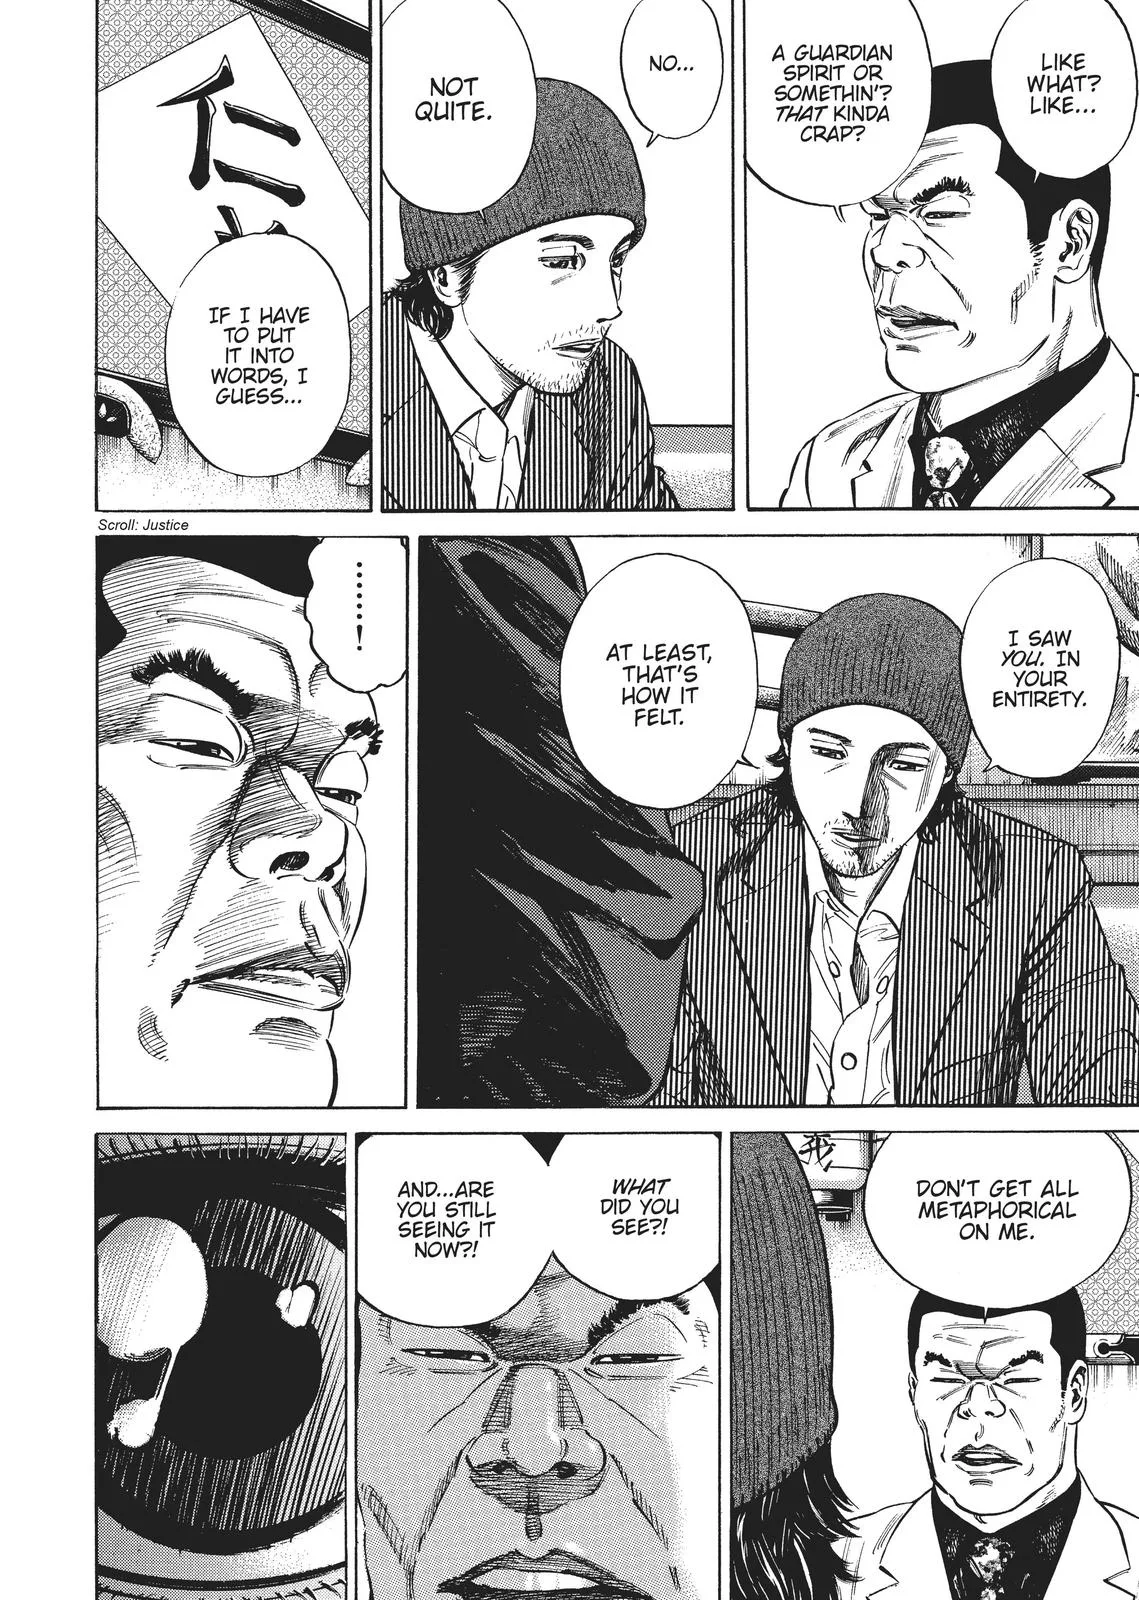 LIKE
WHAT?
LIKE...
A GUARDIAN
SPIRIT OR
SOMETHIN'?
THAT KINDA
CRAP?
NO...
NOT
QUITE.
仁
IF I HAVE
TO PUT
IT INTO
WORDS, I
GUESS...
Scroll: Justice
I SAW
YOU. IN
YOUR
ENTIRETY.
AT LEAST,
THAT'S
HOW IT
FELT.
......!
DON'T GET ALL
METAPHORICAL
ON ME.
我
WHAT
DID YOU
SEE?!
AND...ARE
YOU STILL
SEEING IT
NOW?!